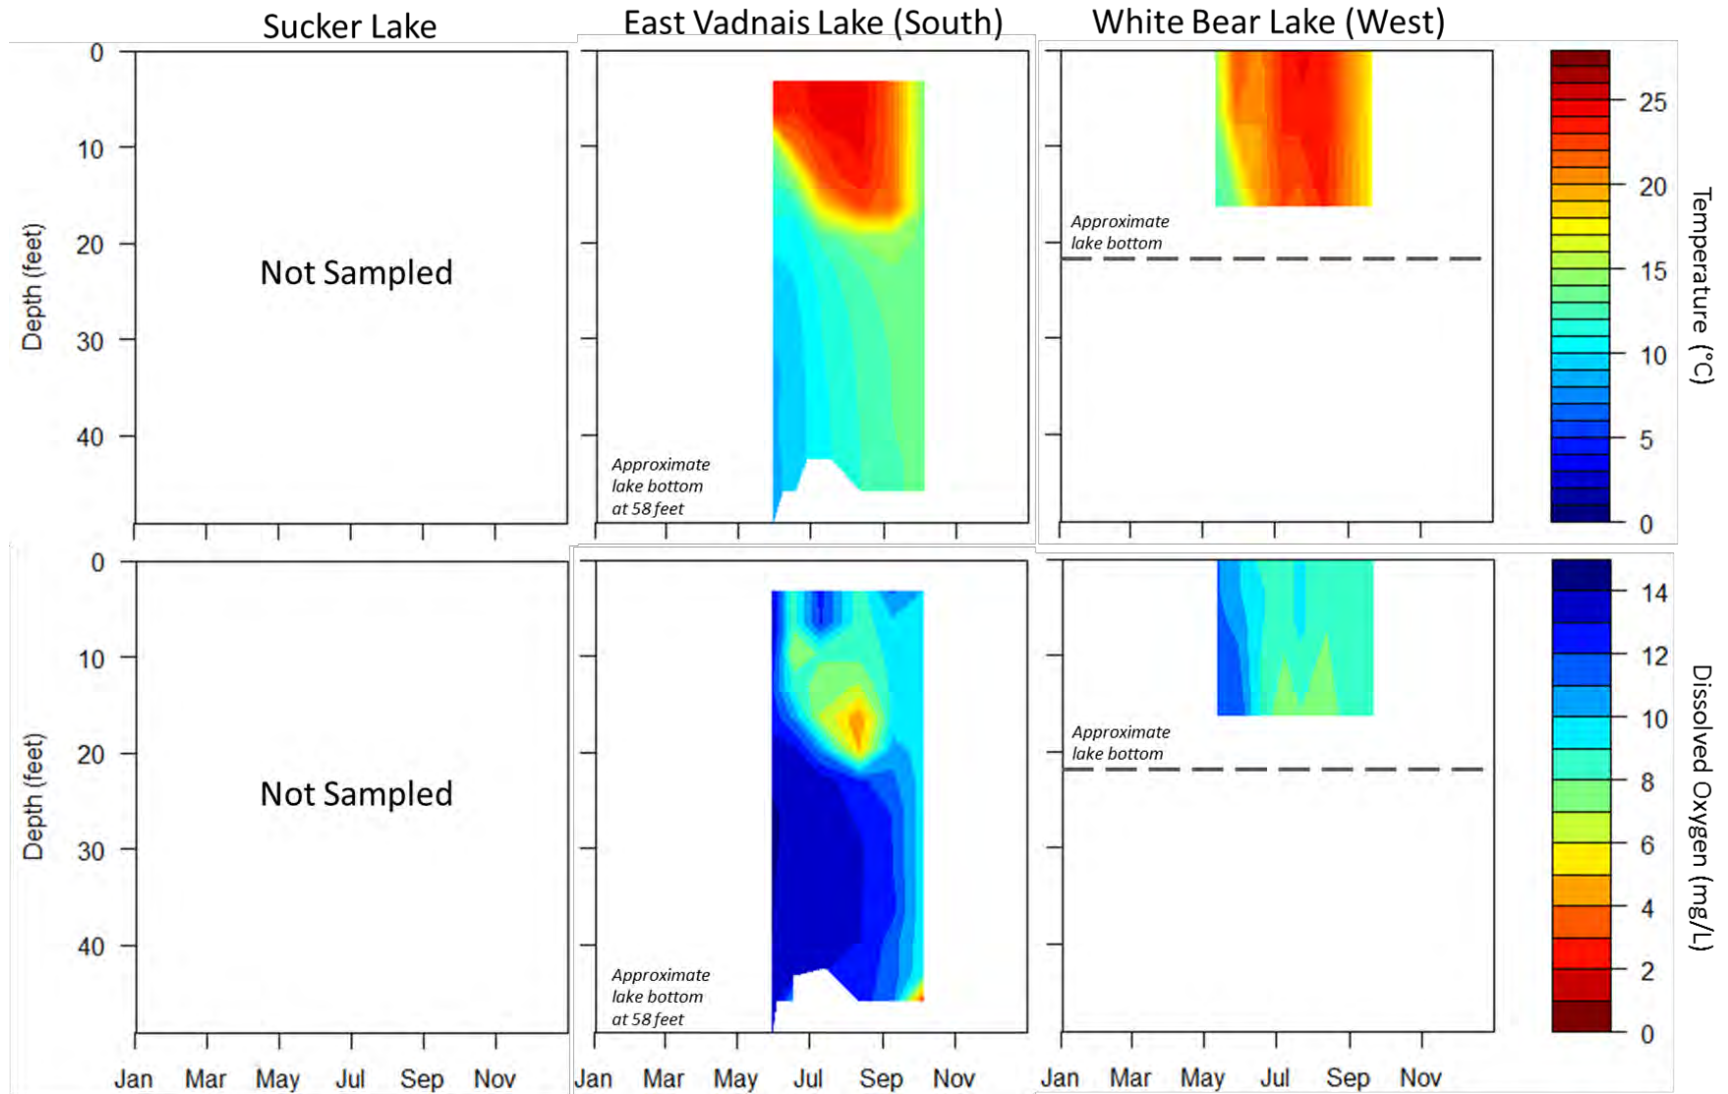 Sucker Lake
East Vadnais Lake (South)
White Bear Lake (West)
0
10
20
30
40
Depth (feet)
Not Sampled
Approximate
lake bottom
at 58 feet
Approximate
lake bottom
25
20
15
10
5
0
Temperature (°C)
0
10
20
30
40
Depth (feet)
Not Sampled
Approximate
lake bottom
at 58 feet
Approximate
lake bottom
14
12
10
8
6
4
2
0
Dissolved Oxygen (mg/L)
Jan Mar May Jul Sep Nov
Jan Mar May Jul Sep Nov
Jan Mar May Jul Sep Nov